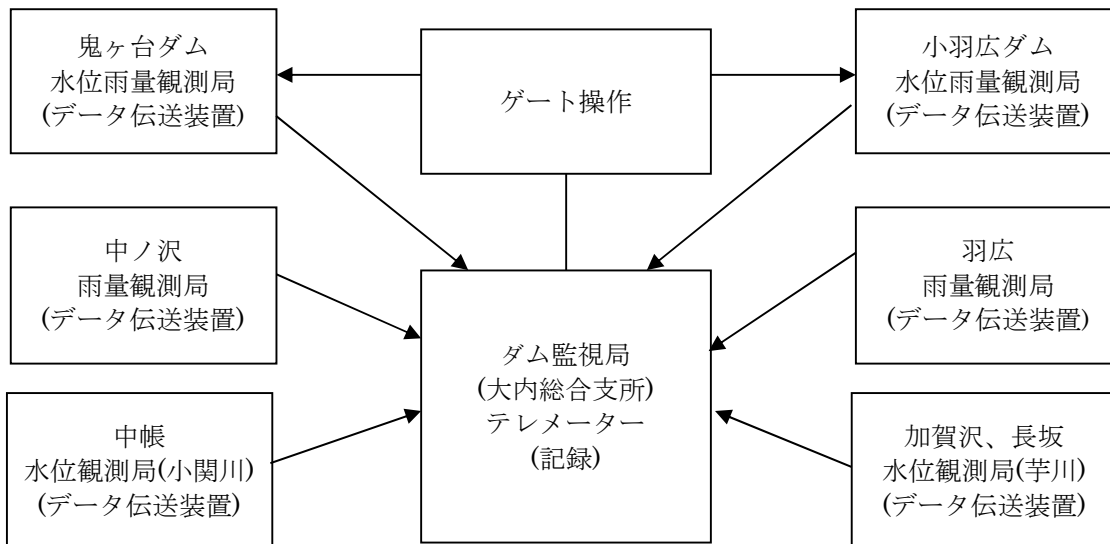 鬼ヶ台ダム
水位雨量観測局
(データ伝送装置)
ゲート操作
小羽広ダム
水位雨量観測局
(データ伝送装置)
中ノ沢
雨量観測局
(データ伝送装置)
羽広
雨量観測局
(データ伝送装置)
ダム監視局
(大内総合支所)
テレメーター
(記録)
中帳
水位観測局(小関川)
(データ伝送装置)
加賀沢、長坂
水位観測局(芋川)
(データ伝送装置)